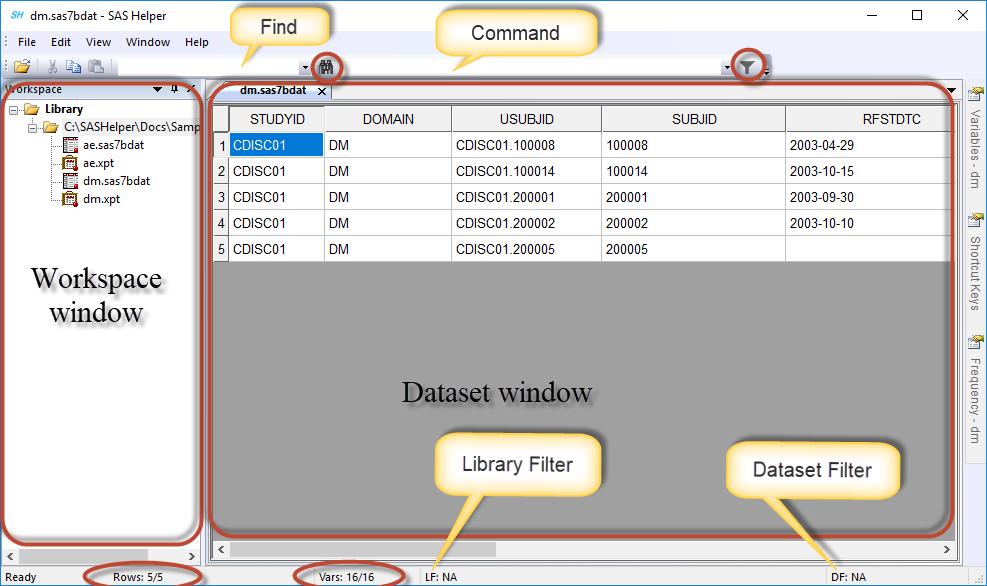 SH dm.sas7bdat - SAS Helper
File Edit View Window Help
Find
Command
Workspace
dm.sas7bdat
Library
C:\SASHelper\Docs\Samp
ae.sas7bdat
ae.xpt
dm.sas7bdat
dm.xpt
Workspace
window
STUDYID DOMAIN USUBJID SUBJID RFSTDTC
1 CDISC01 DM CDISC01.100008 100008 2003-04-29
2 CDISC01 DM CDISC01.100014 100014 2003-10-15
3 CDISC01 DM CDISC01.200001 200001 2003-09-30
4 CDISC01 DM CDISC01.200002 200002 2003-10-10
5 CDISC01 DM CDISC01.200005 200005
Dataset window
Library Filter
Dataset Filter
Variables - dm
Shortcut Keys
Frequency - dm
Ready Rows: 5/5 Vars: 16/16 LF: NA DF: NA